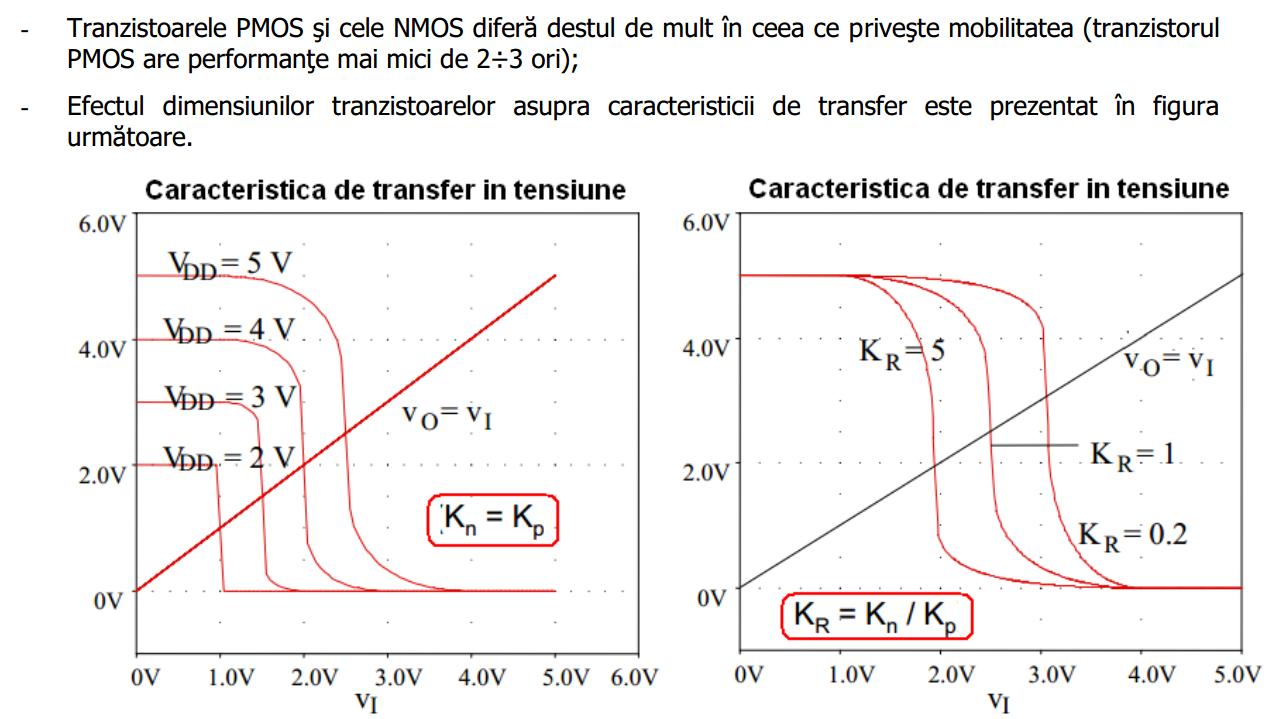 - Tranzistoarele PMOS şi cele NMOS diferă destul de mult în ceea ce priveşte mobilitatea (tranzistorul
PMOS are performanţe mai mici de 2÷3 ori);
- Efectul dimensiunilor tranzistoarelor asupra caracteristicii de transfer este prezentat în figura
următoare.
Caracteristica de transfer in tensiune
6.0V
VDD = 5 V
VDD = 4 V
4.0V
VDD = 3 V
vO = vI
VDD = 2 V
2.0V
Kn = Kp
0V
0V 1.0V 2.0V 3.0V 4.0V 5.0V 6.0V
vI
Caracteristica de transfer in tensiune
6.0V
4.0V
KR = 5
vO = vI
KR = 1
2.0V
KR = 0.2
0V
KR = Kn / Kp
0V 1.0V 2.0V 3.0V 4.0V 5.0V
vI